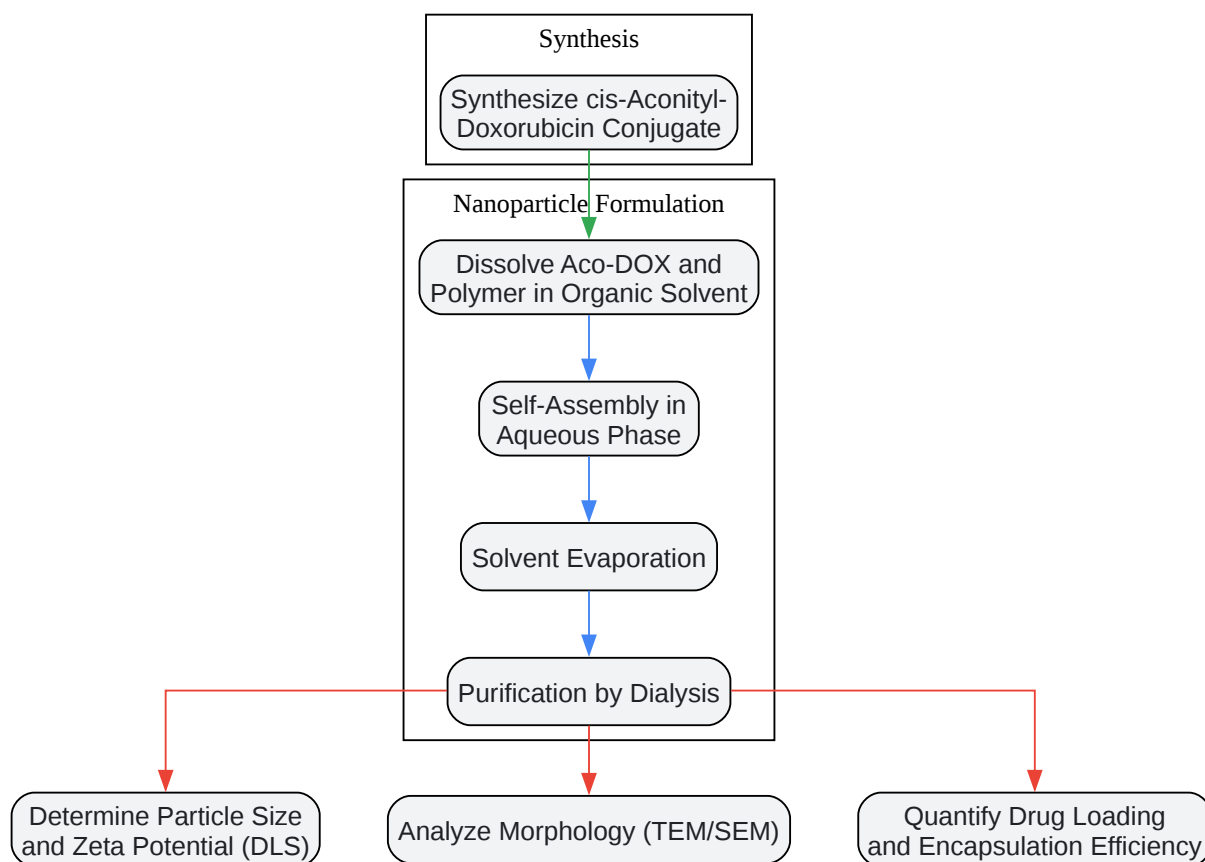 Synthesis
Synthesize cis-Aconityl-
Doxorubicin Conjugate
Nanoparticle Formulation
Dissolve Aco-DOX and
Polymer in Organic Solvent
Self-Assembly in
Aqueous Phase
Solvent Evaporation
Purification by Dialysis
Determine Particle Size
and Zeta Potential (DLS)
Analyze Morphology (TEM/SEM)
Quantify Drug Loading
and Encapsulation Efficiency